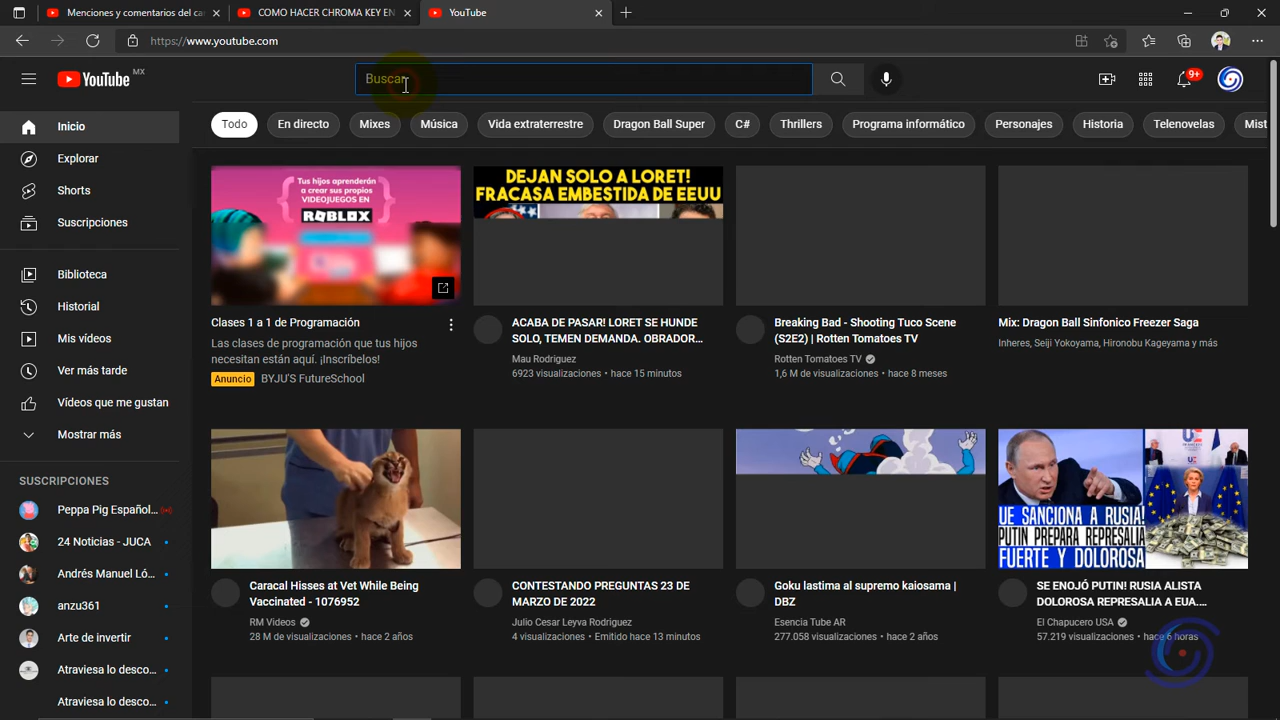 Menciones y comentarios del ca
COMO HACER CHROMA KEY EN
YouTube
https://www.youtube.com
YouTube MX
Buscar
9+
Todo
En directo
Mixes
Música
Vida extraterrestre
Dragon Ball Super
C#
Thrillers
Programa informático
Personajes
Historia
Telenovelas
Mist
Inicio
Explorar
Shorts
Suscripciones
Biblioteca
Historial
Mis vídeos
Ver más tarde
Vídeos que me gustan
Mostrar más
SUSCRIPCIONES
Peppa Pig Español...
24 Noticias - JUCA
Andrés Manuel Ló...
anzu361
Arte de invertir
Atraviesa lo desco...
Atraviesa lo desco...
Tus hijos aprenderán
a crear sus propios
VIDEOJUEGOS EN
ROBLOX
Clases 1 a 1 de Programación
Las clases de programación que tus hijos
necesitan están aquí. ¡Inscríbelos!
Anuncio BYJU'S FutureSchool
DEJAN SOLO A LORET!
FRACASA EMBESTIDA DE EEUU
ACABA DE PASAR! LORET SE HUNDE
SOLO, TEMEN DEMANDA. OBRADOR...
Mau Rodriguez
6923 visualizaciones • hace 15 minutos
Breaking Bad - Shooting Tuco Scene
(S2E2) | Rotten Tomatoes TV
Rotten Tomatoes TV
1,6 M de visualizaciones • hace 8 meses
Mix: Dragon Ball Sinfonico Freezer Saga
Inheres, Seiji Yokoyama, Hironobu Kageyama y más
Caracal Hisses at Vet While Being
Vaccinated - 1076952
RM Videos
28 M de visualizaciones • hace 2 años
CONTESTANDO PREGUNTAS 23 DE
MARZO DE 2022
Julio Cesar Leyva Rodriguez
4 visualizaciones • Emitido hace 13 minutos
Goku lastima al supremo kaiosama |
DBZ
Esencia Tube AR
277.058 visualizaciones • hace 2 años
UE SANCIONA A RUSIA!
PUTIN PREPARA REPRESALIA
FUERTE Y DOLOROSA
SE ENOJÓ PUTIN! RUSIA ALISTA
DOLOROSA REPRESALIA A EUA....
El Chapucero USA
57.219 visualizaciones • hace 6 horas